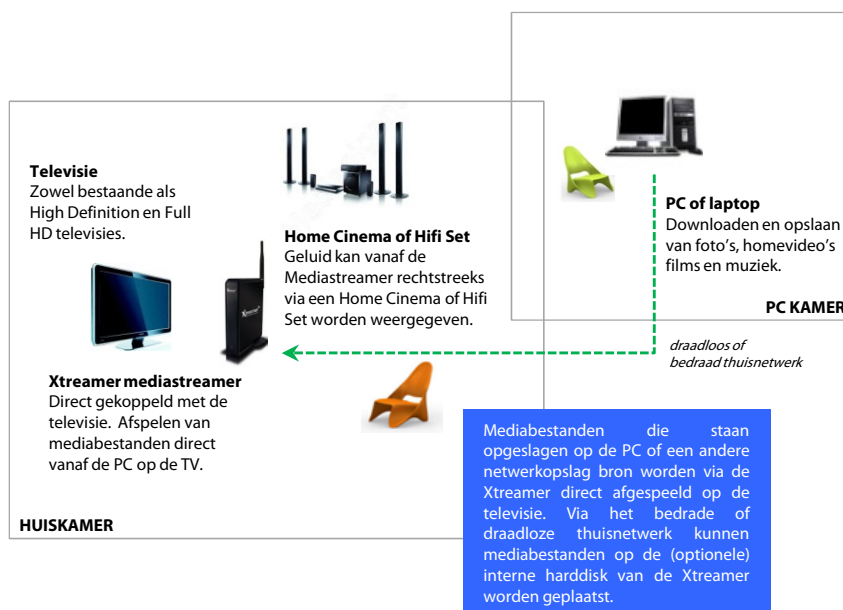 Televisie
Zowel bestaande als
High Definition en Full
HD televisies.
Home Cinema of Hifi Set
Geluid kan vanaf de
Mediastreamer rechtstreeks
via een Home Cinema of Hifi
Set worden weergegeven.
PC of laptop
Downloaden en opslaan
van foto's, homevideo's
films en muziek.
PC KAMER
draadloos of
bedraad thuisnetwerk
Xtreamer mediastreamer
Direct gekoppeld met de
televisie. Afspelen van
mediabestanden direct
vanaf de PC op de TV.
HUISKAMER
Mediabestanden die staan
opgeslagen op de PC of een andere
netwerkopslag bron worden via de
Xtreamer direct afgespeeld op de
televisie. Via het bedrade of
draadloze thuisnetwerk kunnen
mediabestanden op de (optionele)
interne harddisk van de Xtreamer
worden geplaatst.